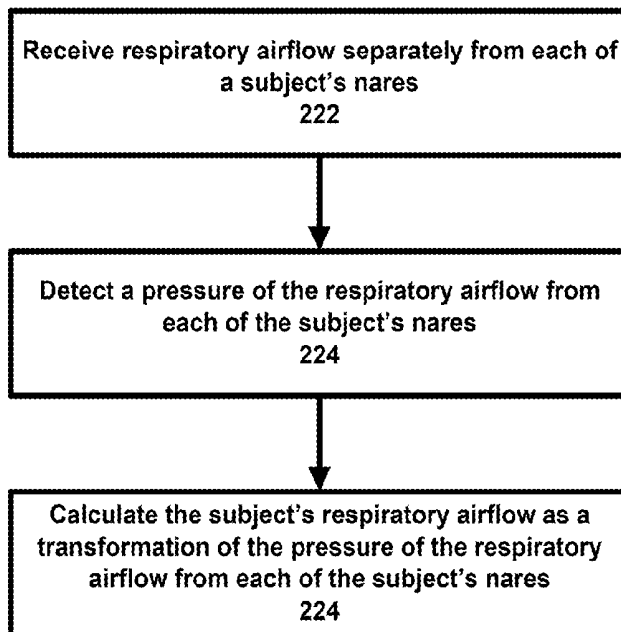 Receive respiratory airflow separately from each of
a subject's nares
222
Detect a pressure of the respiratory airflow from
each of the subject's nares
224
Calculate the subject's respiratory airflow as a
transformation of the pressure of the respiratory
airflow from each of the subject's nares
224